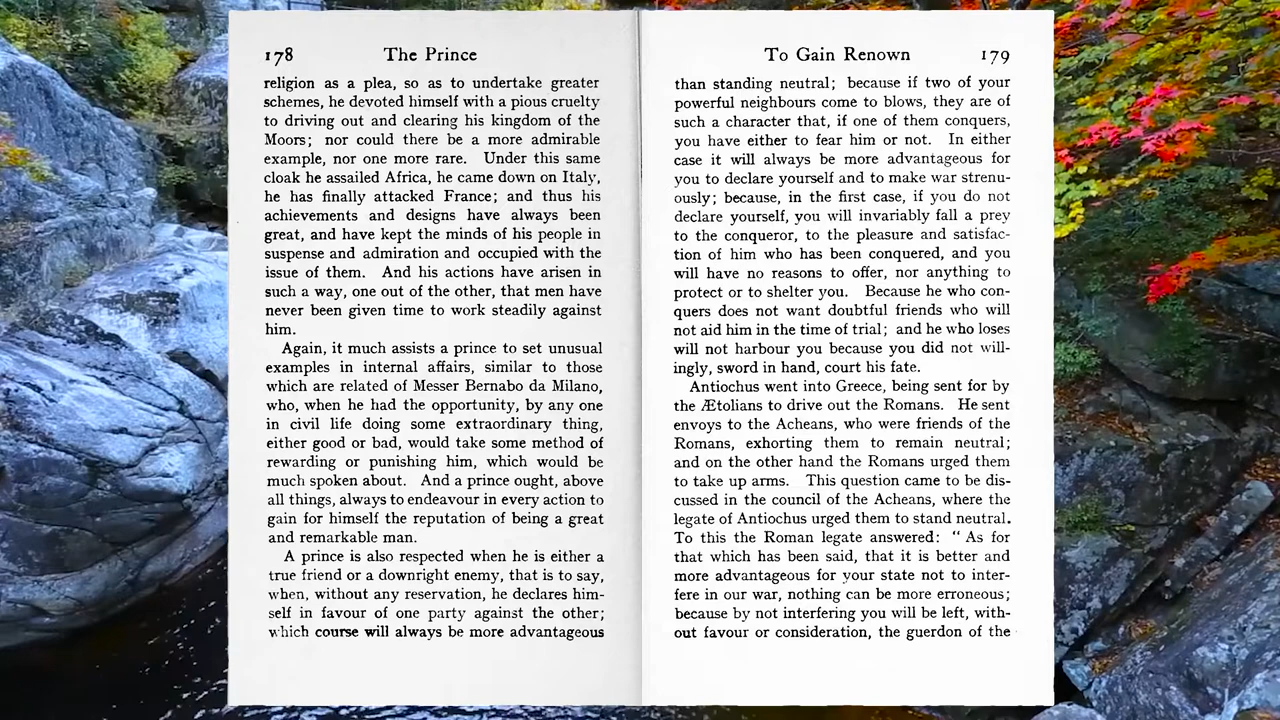 178 The Prince
religion as a plea, so as to undertake greater
schemes, he devoted himself with a pious cruelty
to driving out and clearing his kingdom of the
Moors; nor could there be a more admirable
example, nor one more rare. Under this same
cloak he assailed Africa, he came down on Italy,
he has finally attacked France; and thus his
achievements and designs have always been
great, and have kept the minds of his people in
suspense and admiration and occupied with the
issue of them. And his actions have arisen in
such a way, one out of the other, that men have
never been given time to work steadily against
him.
Again, it much assists a prince to set unusual
examples in internal affairs, similar to those
which are related of Messer Bernabo da Milano,
who, when he had the opportunity, by any one
in civil life doing some extraordinary thing,
either good or bad, would take some method of
rewarding or punishing him, which would be
much spoken about. And a prince ought, above
all things, always to endeavour in every action to
gain for himself the reputation of being a great
and remarkable man.
A prince is also respected when he is either a
true friend or a downright enemy, that is to say,
when, without any reservation, he declares him-
self in favour of one party against the other;
which course will always be more advantageous
To Gain Renown 179
than standing neutral; because if two of your
powerful neighbours come to blows, they are of
such a character that, if one of them conquers,
you have either to fear him or not. In either
case it will always be more advantageous for
you to declare yourself and to make war strenu-
ously; because, in the first case, if you do not
declare yourself, you will invariably fall a prey
to the conqueror, to the pleasure and satisfac-
tion of him who has been conquered, and you
will have no reasons to offer, nor anything to
protect or to shelter you. Because he who con-
quers does not want doubtful friends who will
not aid him in the time of trial; and he who loses
will not harbour you because you did not will-
ingly, sword in hand, court his fate.
Antiochus went into Greece, being sent for by
the Ætolians to drive out the Romans. He sent
envoys to the Acheans, who were friends of the
Romans, exhorting them to remain neutral;
and on the other hand the Romans urged them
to take up arms. This question came to be dis-
cussed in the council of the Acheans, where the
legate of Antiochus urged them to stand neutral.
To this the Roman legate answered: “ As for
that which has been said, that it is better and
more advantageous for your state not to inter-
fere in our war, nothing can be more erroneous;
because by not interfering you will be left, with-
out favour or consideration, the guerdon of the